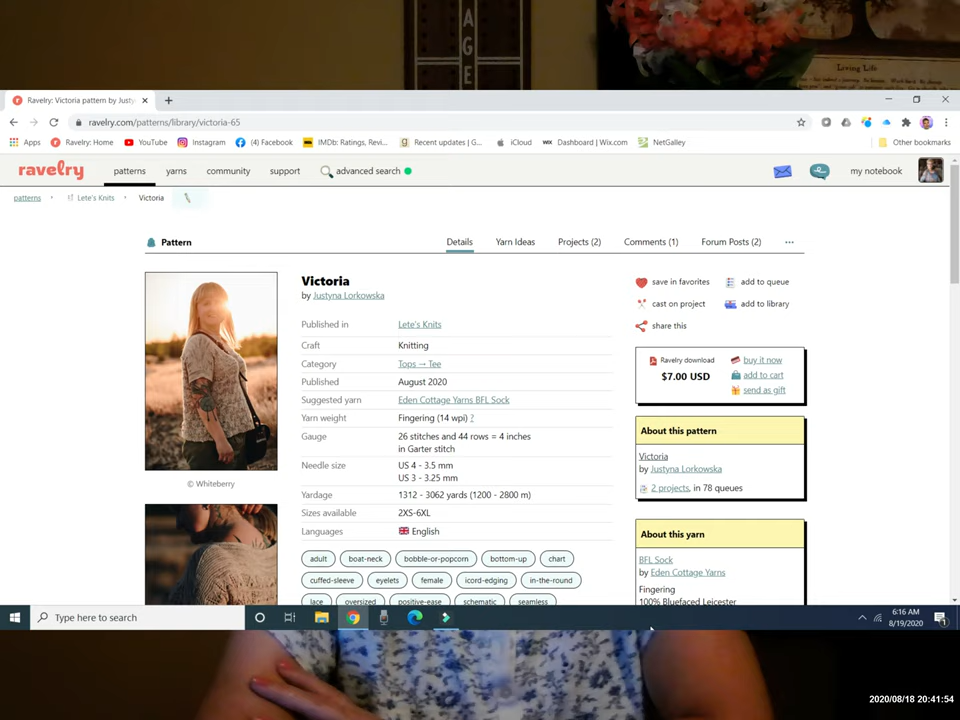 AGE
Living Life
Ravelry: Victoria pattern by Justy
ravelry.com/patterns/library/victoria-65
Apps Ravelry: Home YouTube Instagram (4) Facebook IMDb: Ratings, Revi... Recent updates | G... iCloud WIX Dashboard | Wix.com NetGalley Other bookmarks
ravelry patterns yarns community support advanced search my notebook
patterns Lete's Knits Victoria
Pattern Details Yarn Ideas Projects (2) Comments (1) Forum Posts (2) ...
Victoria
by Justyna Lorkowska
Published in Lete's Knits
Craft Knitting
Category Tops → Tee
Published August 2020
Suggested yarn Eden Cottage Yarns BFL Sock
Yarn weight Fingering (14 wpi) ?
Gauge 26 stitches and 44 rows = 4 inches
in Garter stitch
Needle size US 4 - 3.5 mm
US 3 - 3.25 mm
Yardage 1312 - 3062 yards (1200 - 2800 m)
Sizes available 2XS-6XL
Languages English
adult boat-neck bobble-or-popcorn bottom-up chart
cuffed-sleeve eyelets female icord-edging in-the-round
lace oversized positive-ease schematic seamless
© Whiteberry
save in favorites add to queue
cast on project add to library
share this
Ravelry download
$7.00 USD
buy it now
add to cart
send as gift
About this pattern
Victoria
by Justyna Lorkowska
2 projects, in 78 queues
About this yarn
BFL Sock
by Eden Cottage Yarns
Fingering
100% Bluefaced Leicester
Type here to search
6:16 AM
8/19/2020
1
2020/08/18 20:41:54